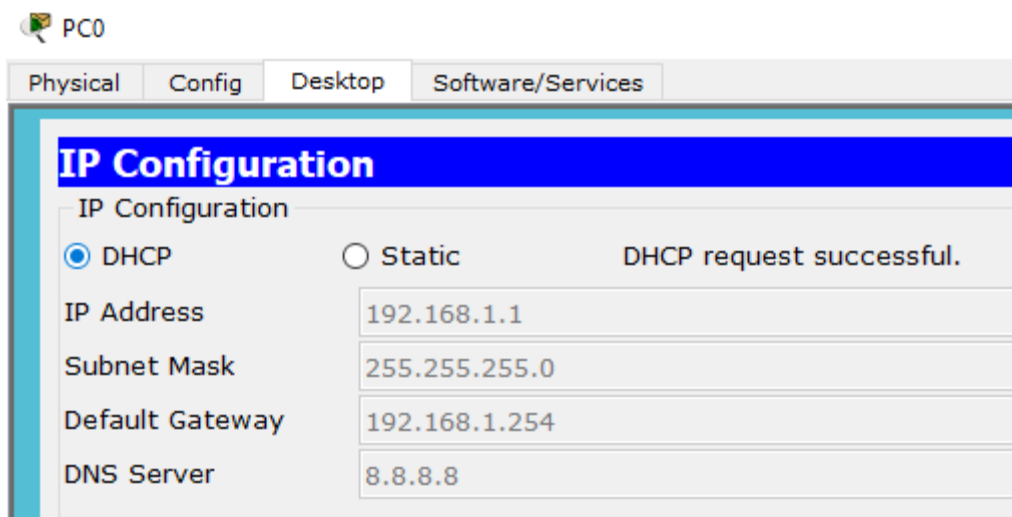 PC0
Physical Config Desktop Software/Services
IP Configuration
IP Configuration
DHCP Static DHCP request successful.
IP Address 192.168.1.1
Subnet Mask 255.255.255.0
Default Gateway 192.168.1.254
DNS Server 8.8.8.8